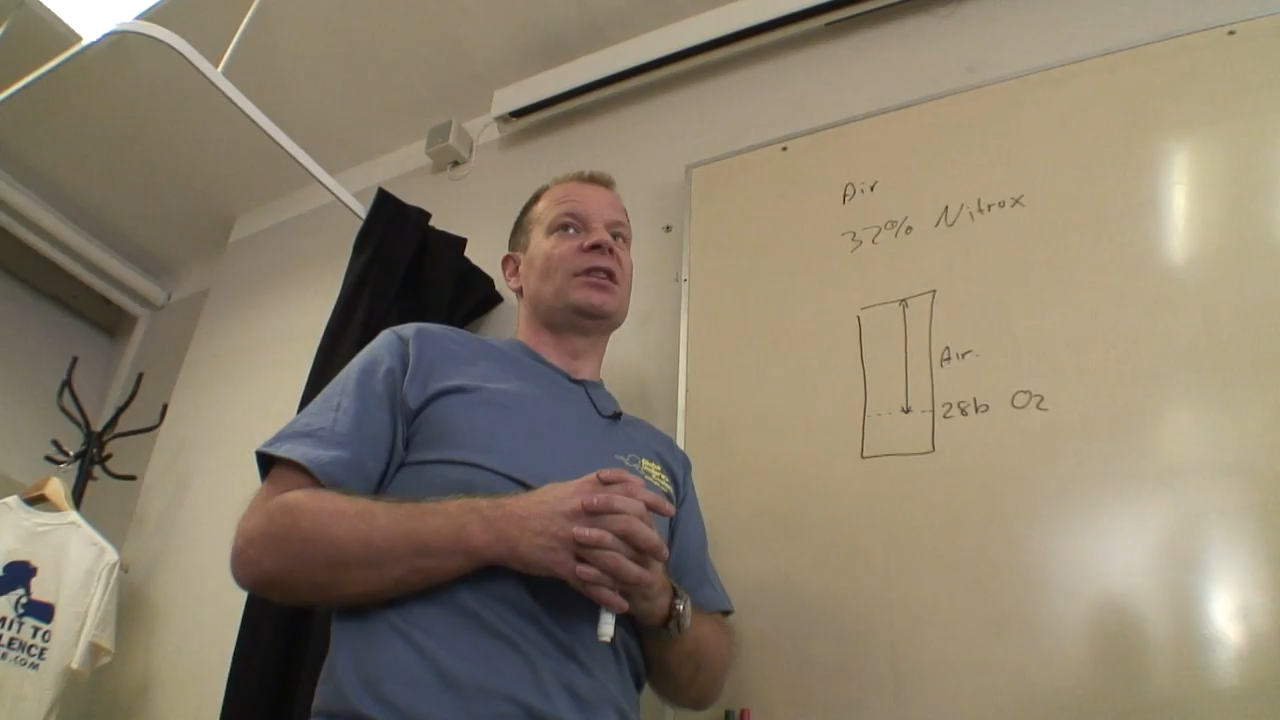 Air
32% Nitrox
Air.
28b O2
MIT TO
LENCE
E.COM